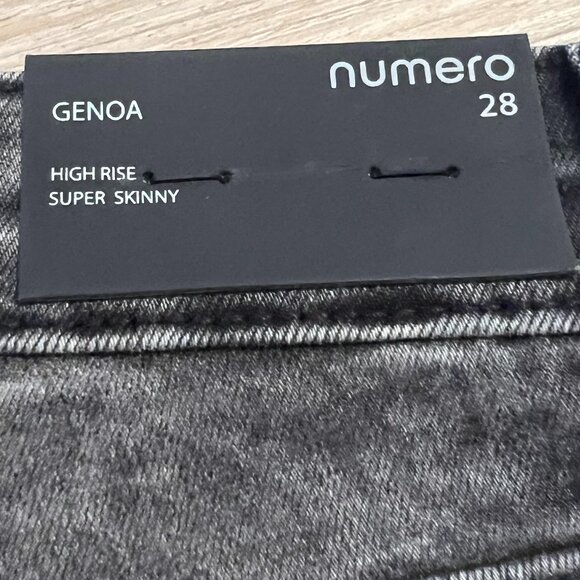 numero
GENOA
28
HIGH RISE
SUPER SKINNY